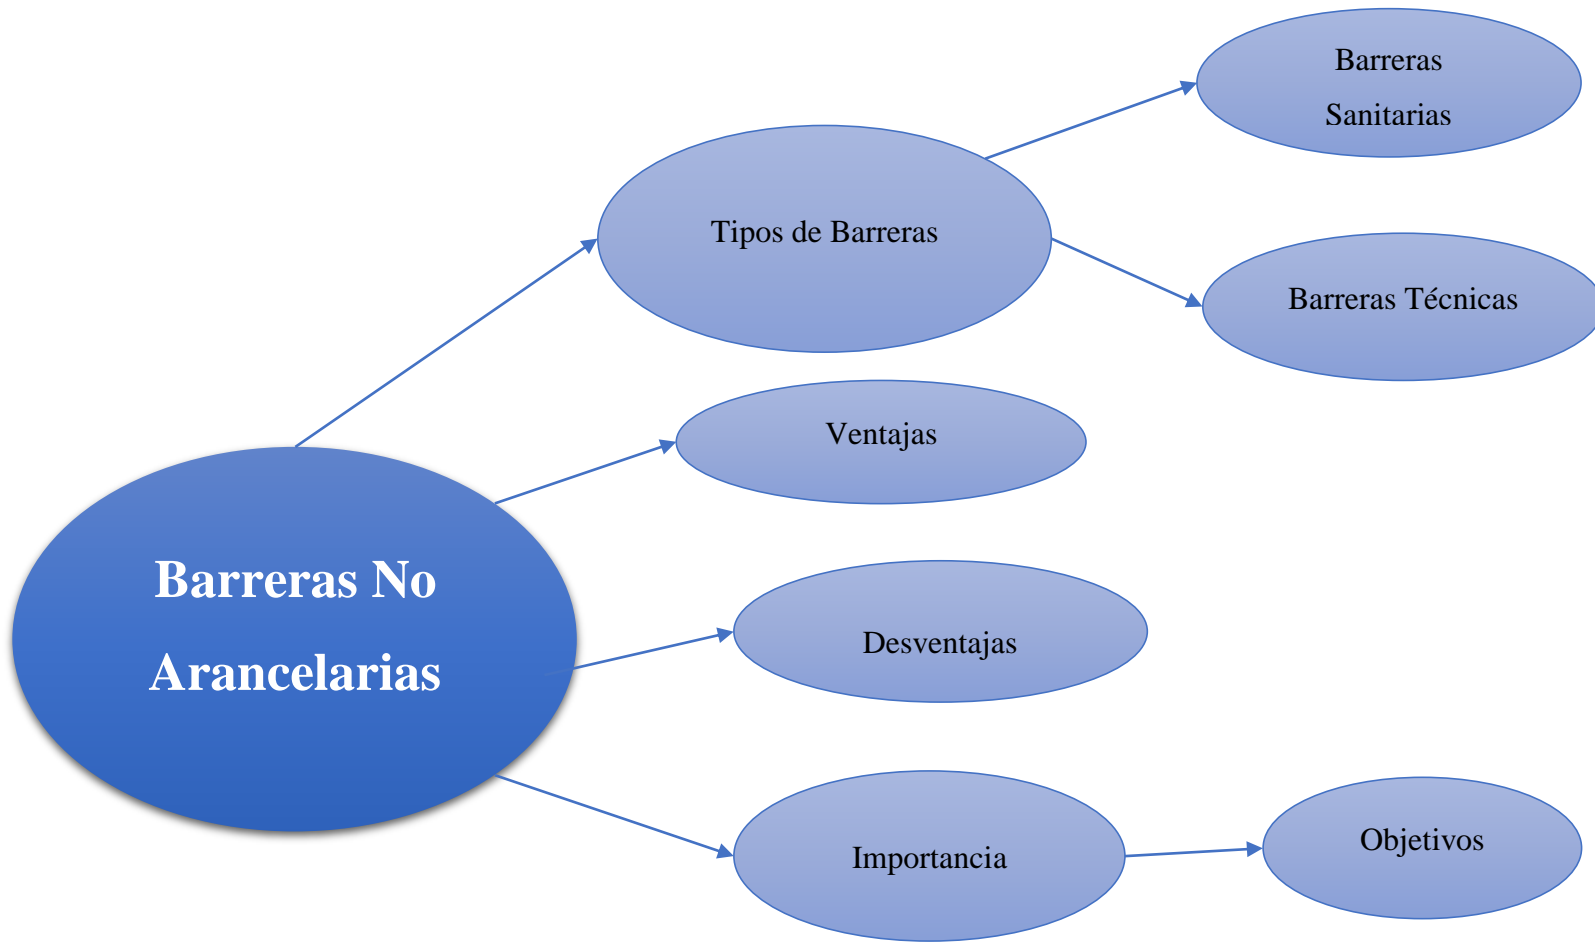 Barreras
Sanitarias
Tipos de Barreras
Barreras Técnicas
Ventajas
Barreras No
Arancelarias
Desventajas
Importancia
Objetivos